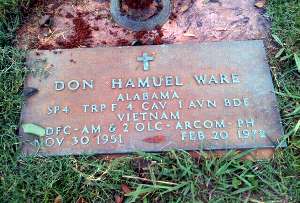 DON HAMUEL WARE
ALABAMA
SP4 TRP F 4 CAV 1 AVN BDE
VIETNAM
DFC-AM & 2 OLC-ARCOM-PH
NOV 30 1951 FEB 20 1972